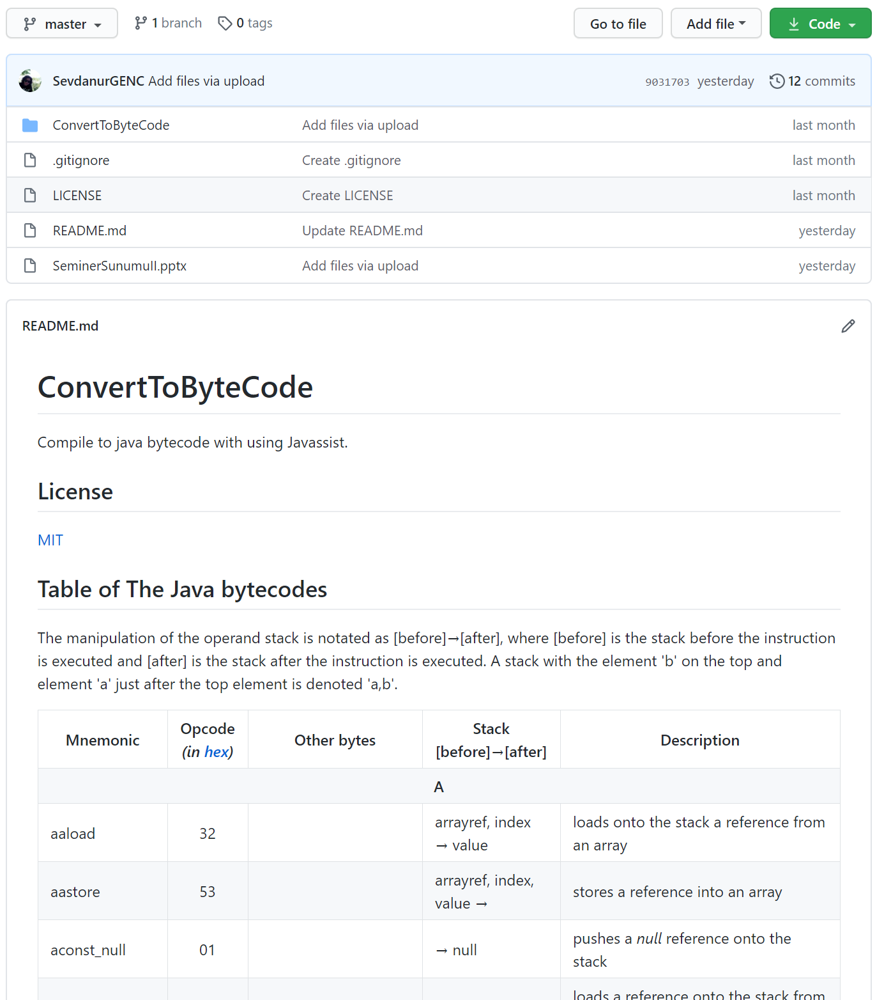 master
1 branch
0 tags
Go to file
Add file
Code
SevdanurGENC Add files via upload
9031703 yesterday
12 commits
ConvertToByteCode Add files via upload last month
.gitignore Create .gitignore last month
LICENSE Create LICENSE last month
README.md Update README.md yesterday
SeminerSunumuII.pptx Add files via upload yesterday
README.md
ConvertToByteCode
Compile to java bytecode with using Javassist.
License
MIT
Table of The Java bytecodes
The manipulation of the operand stack is notated as [before]→[after], where [before] is the stack before the instruction
is executed and [after] is the stack after the instruction is executed. A stack with the element 'b' on the top and
element 'a' just after the top element is denoted 'a,b'.
Mnemonic
Opcode
(in hex)
Other bytes
Stack
[before]→[after]
Description
A
aaload
32
arrayref, index
→ value
loads onto the stack a reference from
an array
aastore
53
arrayref, index,
value →
stores a reference into an array
aconst_null
01
→ null
pushes a null reference onto the
stack
loads a reference onto the stack from